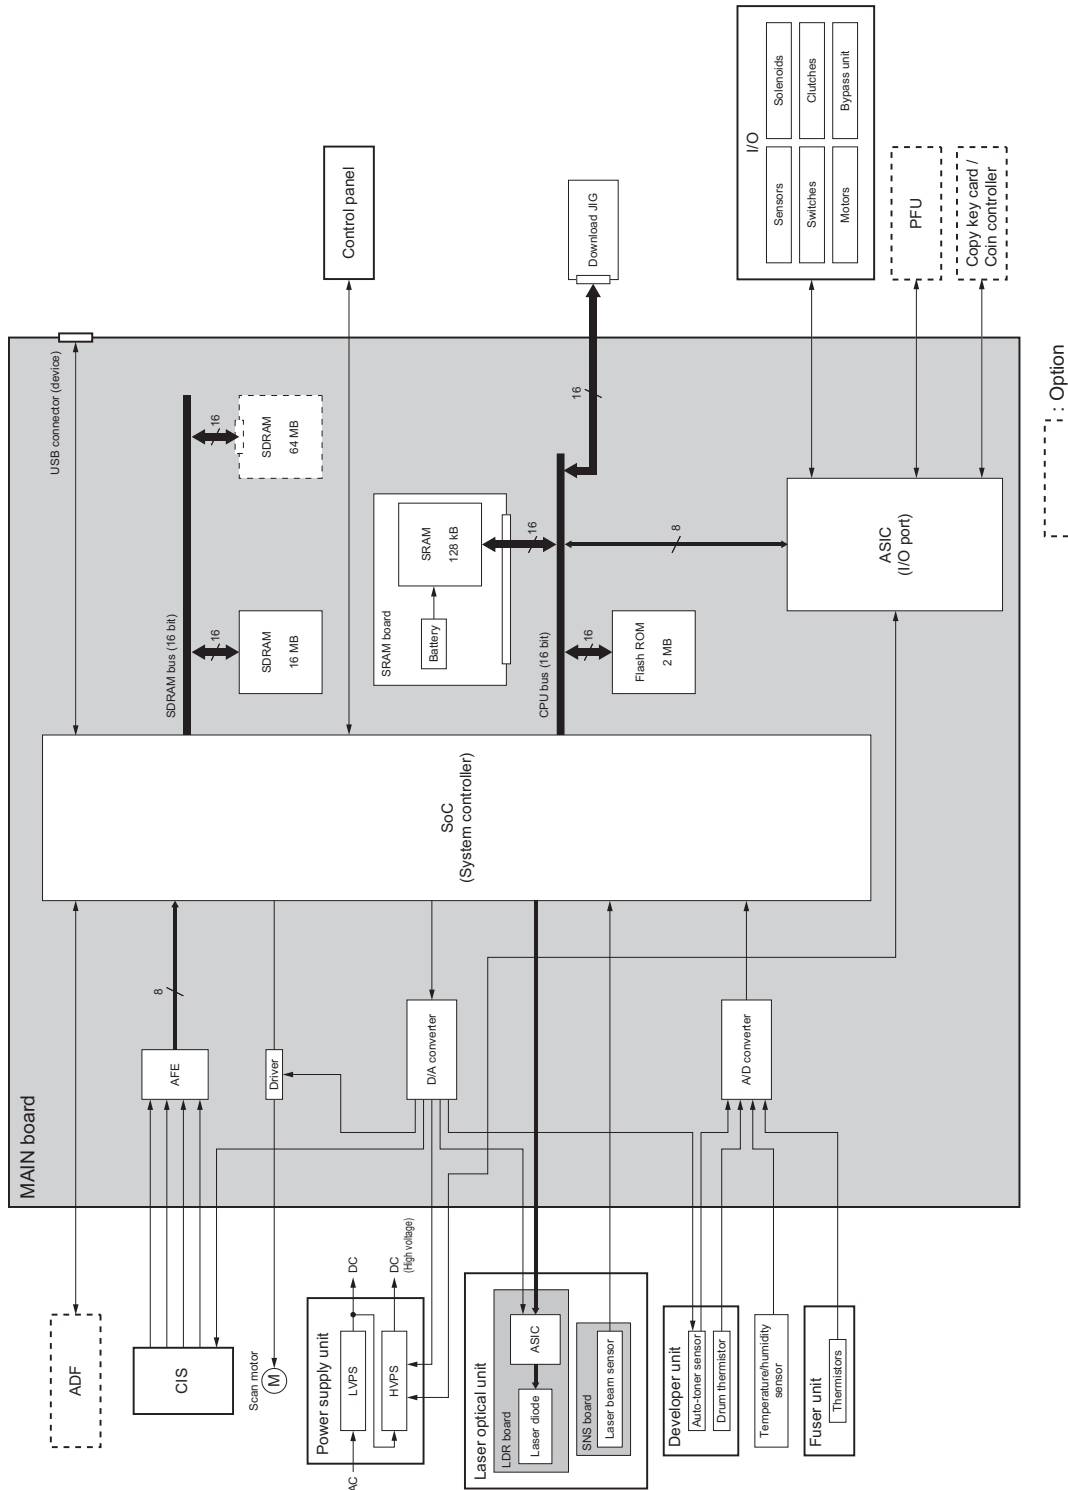 MAIN board
ADF
CIS
Scan motor
M
Power supply unit
LVPS
HVPS
AC
DC
DC
(High voltage)
Laser optical unit
LDR board
Laser diode
ASIC
SNS board
Laser beam sensor
Developer unit
Auto-toner sensor
Drum thermistor
Temperature/humidity
sensor
Fuser unit
Thermistors
AFE
8
Driver
D/A converter
A/D converter
SoC
(System controller)
USB connector (device)
SDRAM bus (16 bit)
16
SDRAM
16 MB
16
SDRAM
64 MB
Control panel
SRAM board
Battery
SRAM
128 kB
16
CPU bus (16 bit)
16
Flash ROM
2 MB
8
16
Download JIG
ASIC
(I/O port)
I/O
Sensors
Solenoids
Switches
Clutches
Motors
Bypass unit
PFU
Copy key card /
Coin controller
: Option